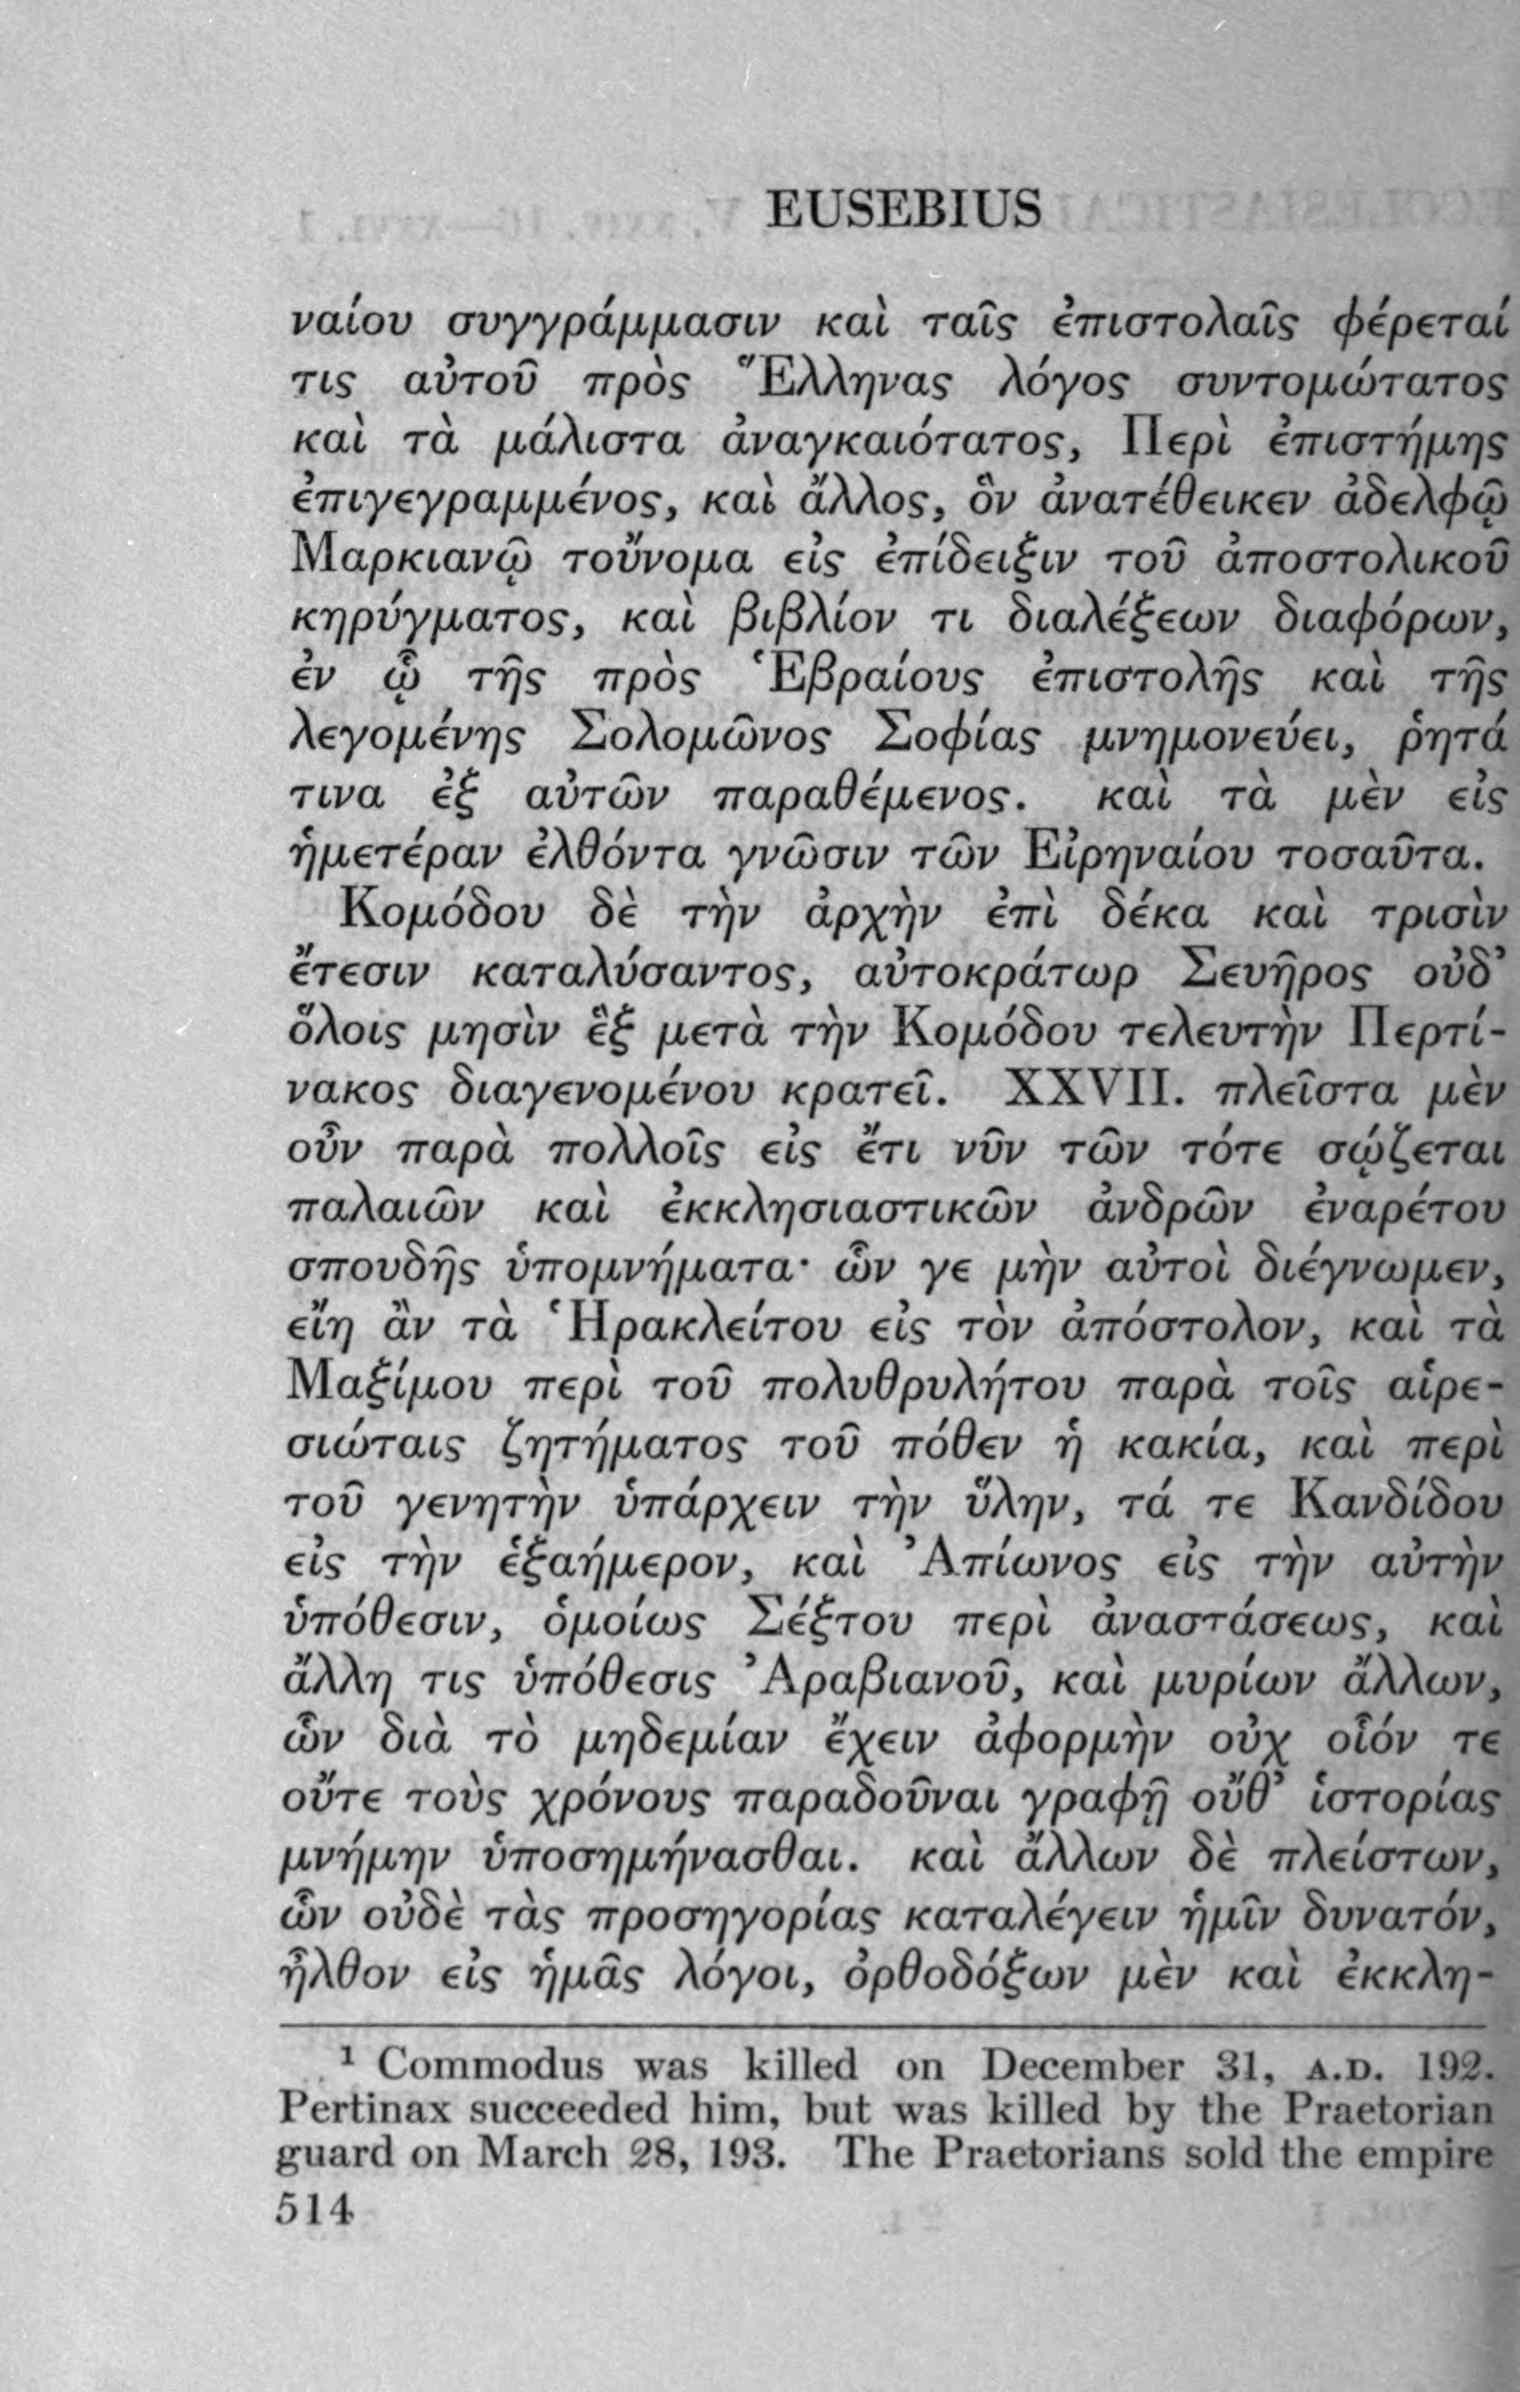 EUSEBIUS
ναίου συγγράμμασιν καὶ ταῖς ἐπιστολαῖς φέρεταί
τις αὐτοῦ πρὸς Ἕλληνας λόγος συντομώτατος
καὶ τὰ μάλιστα ἀναγκαιότατος, Περὶ ἐπιστήμης
ἐπιγεγραμμένος, καὶ ἄλλος, ὃν ἀνατέθεικεν ἀδελφῷ
Μαρκιανῷ τοὔνομα εἰς ἐπίδειξιν τοῦ ἀποστολικοῦ
κηρύγματος, καὶ βιβλίον τι διαλέξεων διαφόρων,
ἐν ᾧ τῆς πρὸς Ἑβραίους ἐπιστολῆς καὶ τῆς
λεγομένης Σολομῶνος Σοφίας μνημονεύει, ῥητά
τινα ἐξ αὐτῶν παραθέμενος. καὶ τὰ μὲν εἰς
ἡμετέραν ἐλθόντα γνῶσιν τῶν Εἰρηναίου τοσαῦτα.
Κομόδου δὲ τὴν ἀρχὴν ἐπὶ δέκα καὶ τρισὶν
ἔτεσιν καταλύσαντος, αὐτοκράτωρ Σευῆρος οὐδ’
ὅλοις μησὶν ἓξ μετὰ τὴν Κομόδου τελευτὴν Περτί-
νακος διαγενομένου κρατεῖ. XXVII. πλεῖστα μὲν
οὖν παρὰ πολλοῖς εἰς ἔτι νῦν τῶν τότε σῴζεται
παλαιῶν καὶ ἐκκλησιαστικῶν ἀνδρῶν ἐναρέτου
σπουδῆς ὑπομνήματα· ὧν γε μὴν αὐτοὶ διέγνωμεν,
εἴη ἂν τὰ Ἡρακλείτου εἰς τὸν ἀπόστολον, καὶ τὰ
Μαξίμου περὶ τοῦ πολυθρυλήτου παρὰ τοῖς αἱρε-
σιώταις ζητήματος τοῦ πόθεν ἡ κακία, καὶ περὶ
τοῦ γενητὴν ὑπάρχειν τὴν ὕλην, τά τε Κανδίδου
εἰς τὴν ἑξαήμερον, καὶ Ἀπίωνος εἰς τὴν αὐτὴν
ὑπόθεσιν, ὁμοίως Σέξτου περὶ ἀναστάσεως, καὶ
ἄλλη τις ὑπόθεσις Ἀραβιανοῦ, καὶ μυρίων ἄλλων,
ὧν διὰ τὸ μηδεμίαν ἔχειν ἀφορμὴν οὐχ οἷόν τε
οὔτε τοὺς χρόνους παραδοῦναι γραφῇ οὔθ’ ἱστορίας
μνήμην ὑποσημήνασθαι. καὶ ἄλλων δὲ πλείστων,
ὧν οὐδὲ τὰς προσηγορίας καταλέγειν ἡμῖν δυνατόν,
ἦλθον εἰς ἡμᾶς λόγοι, ὀρθοδόξων μὲν καὶ ἐκκλη-
¹ Commodus was killed on December 31, A.D. 192.
Pertinax succeeded him, but was killed by the Praetorian
guard on March 28, 193. The Praetorians sold the empire
514